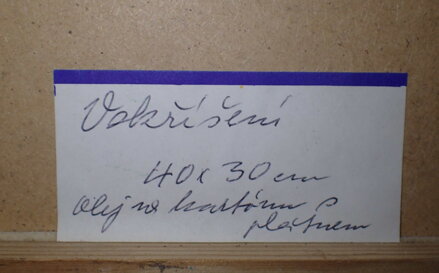 Vzkříšení
40 x 30 cm
olej na kartónu s
plátnem